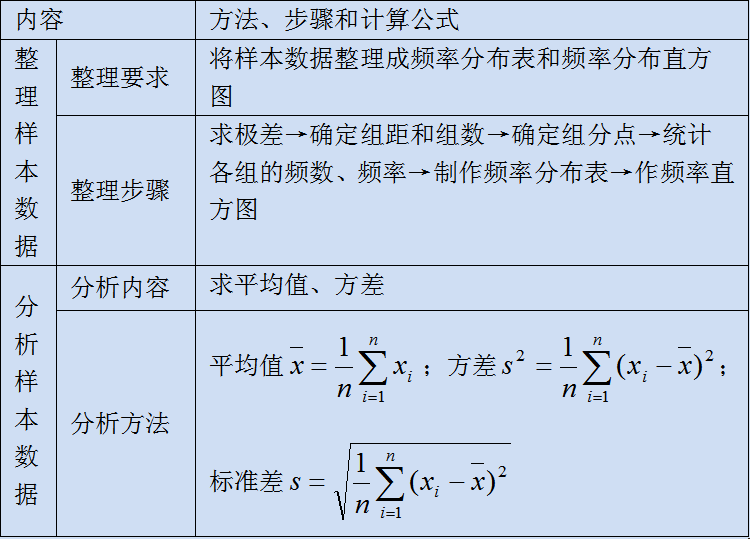 内容
方法、步骤和计算公式
整理样本数据
整理要求
将样本数据整理成频率分布表和频率分布直方
图
整理步骤
求极差→确定组距和组数→确定组分点→统计
各组的频数、频率→制作频率分布表→作频率直
方图
分析样本数据
分析内容
求平均值、方差
分析方法
平均值 $\overline{x}=\frac{1}{n}\sum_{i=1}^{n}x_i$；方差 $s^2=\frac{1}{n}\sum_{i=1}^{n}(x_i-\overline{x})^2$；
标准差 $s=\sqrt{\frac{1}{n}\sum_{i=1}^{n}(x_i-\overline{x})^2}$